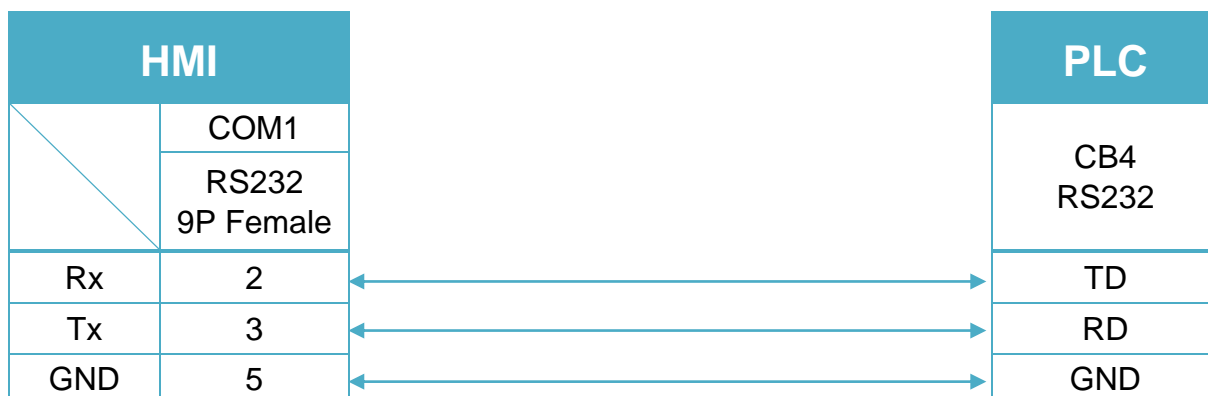 HMI PLC
COM1
RS232
9P Female
CB4
RS232
Rx 2 TD
Tx 3 RD
GND 5 GND